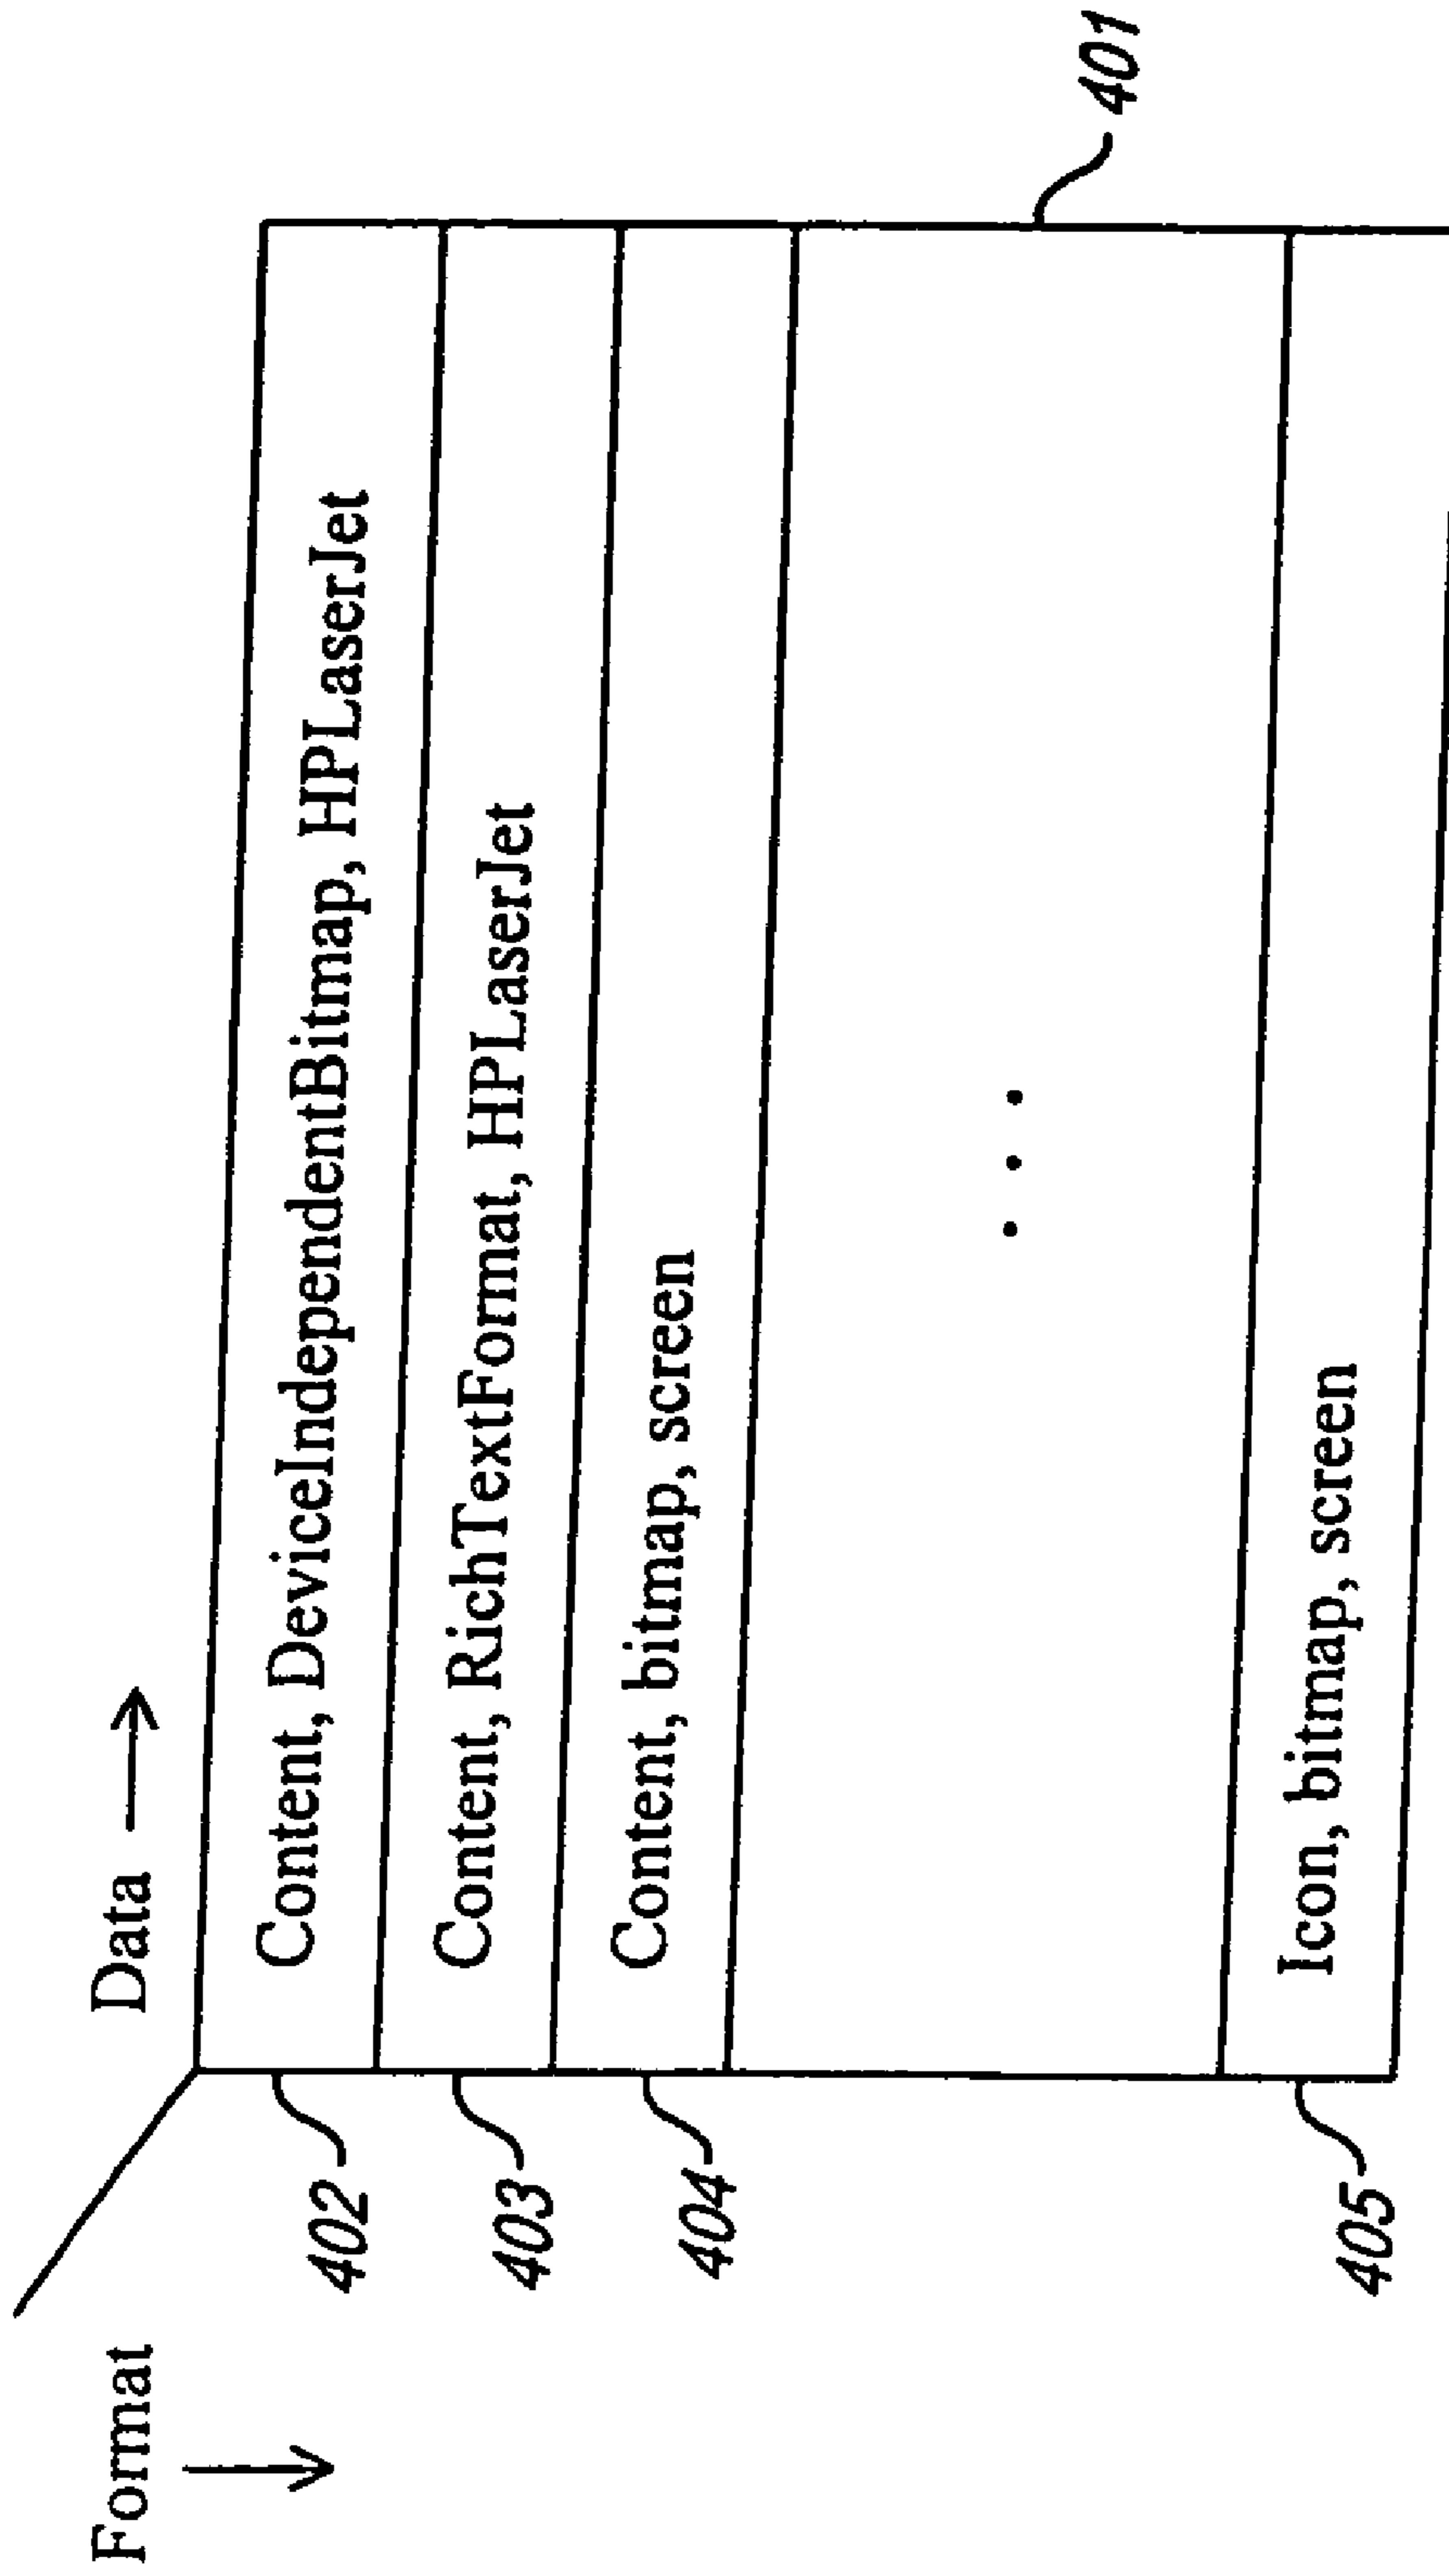 Format
Data
402
Content, DeviceIndependentBitmap, HPLaserJet
403
Content, RichTextFormat, HPLaserJet
404
Content, bitmap, screen
401
405
Icon, bitmap, screen